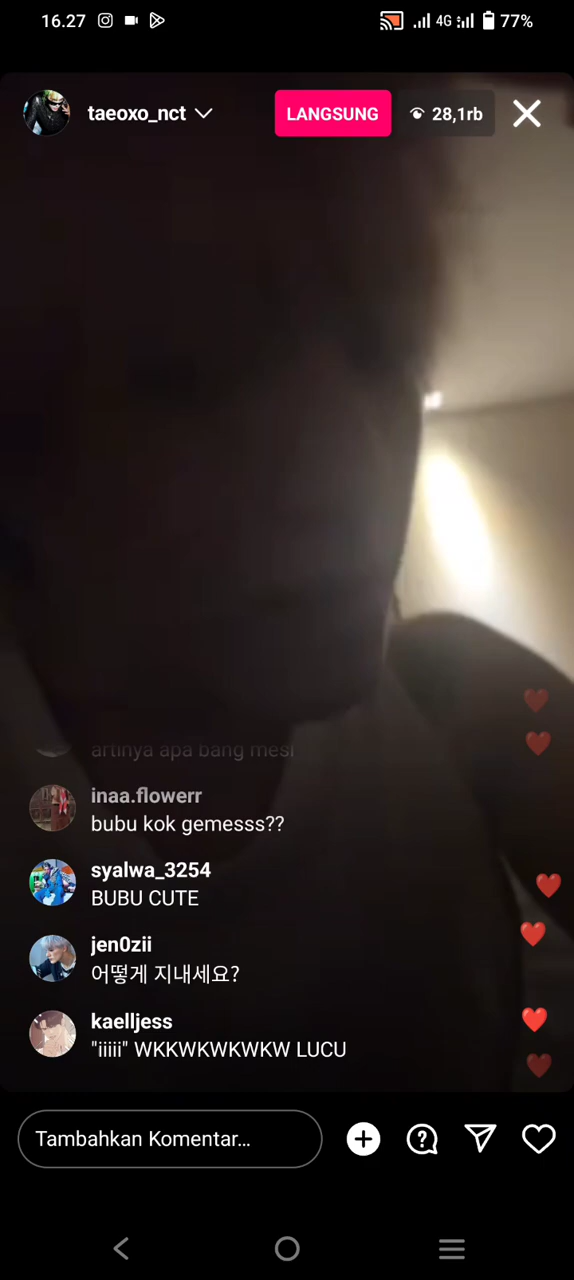 16.27
4G
77%
taeoxo_nct
LANGSUNG
28,1rb
artinya apa bang mesi
inaa.flowerr
bubu kok gemesss??
syalwa_3254
BUBU CUTE
jen0zii
어떻게 지내세요?
kaelljess
"iiiii" WKKWKWKWKW LUCU
Tambahkan Komentar...